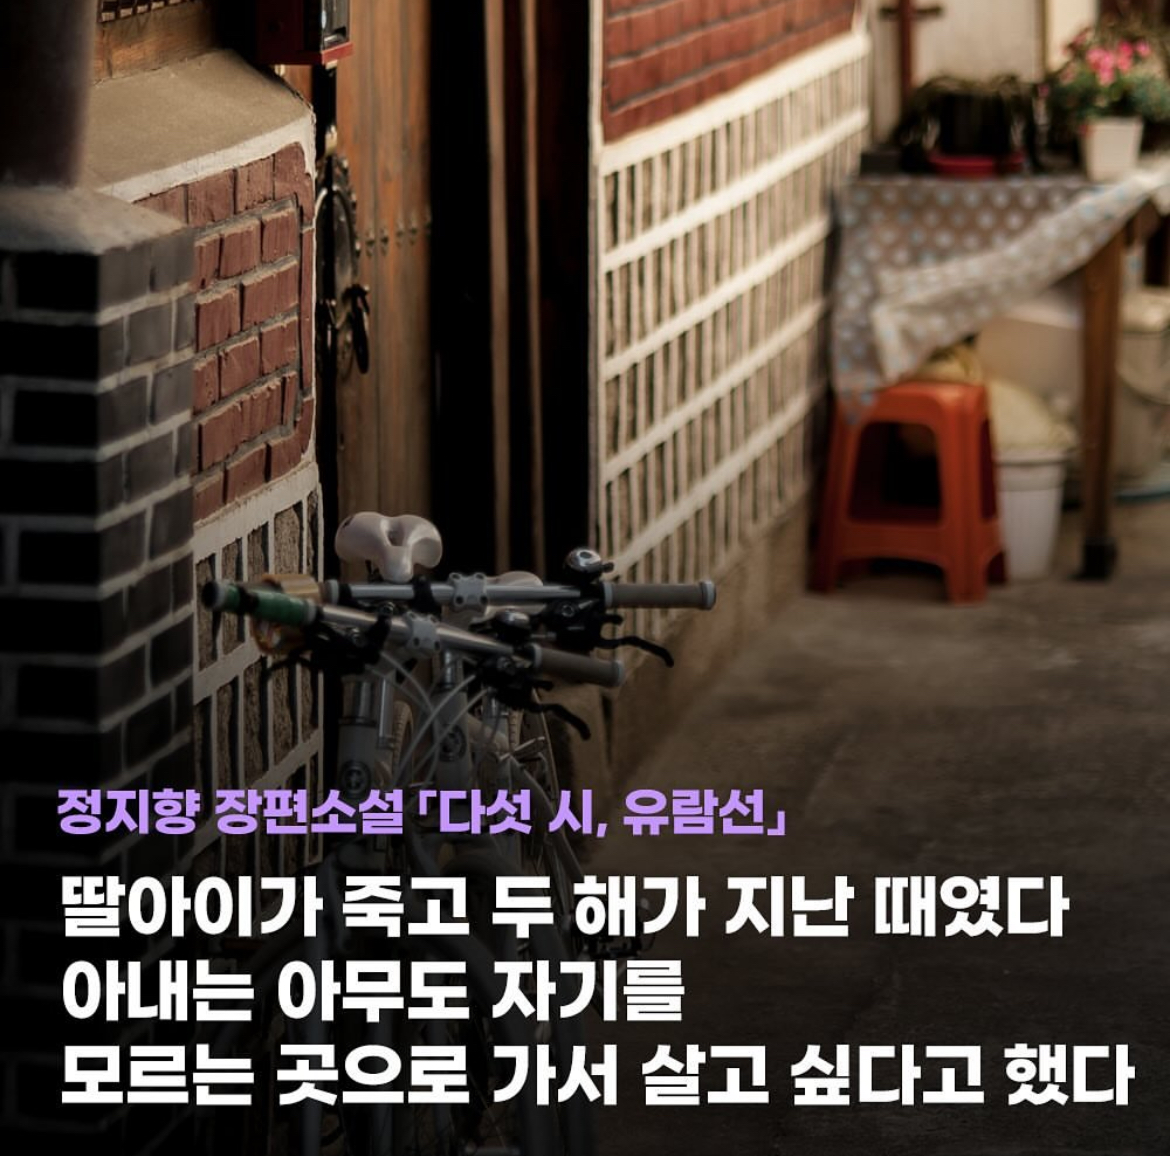 정지향 장편소설 「다섯 시, 유람선」
딸아이가 죽고 두 해가 지난 때였다
아내는 아무도 자기를
모르는 곳으로 가서 살고 싶다고 했다